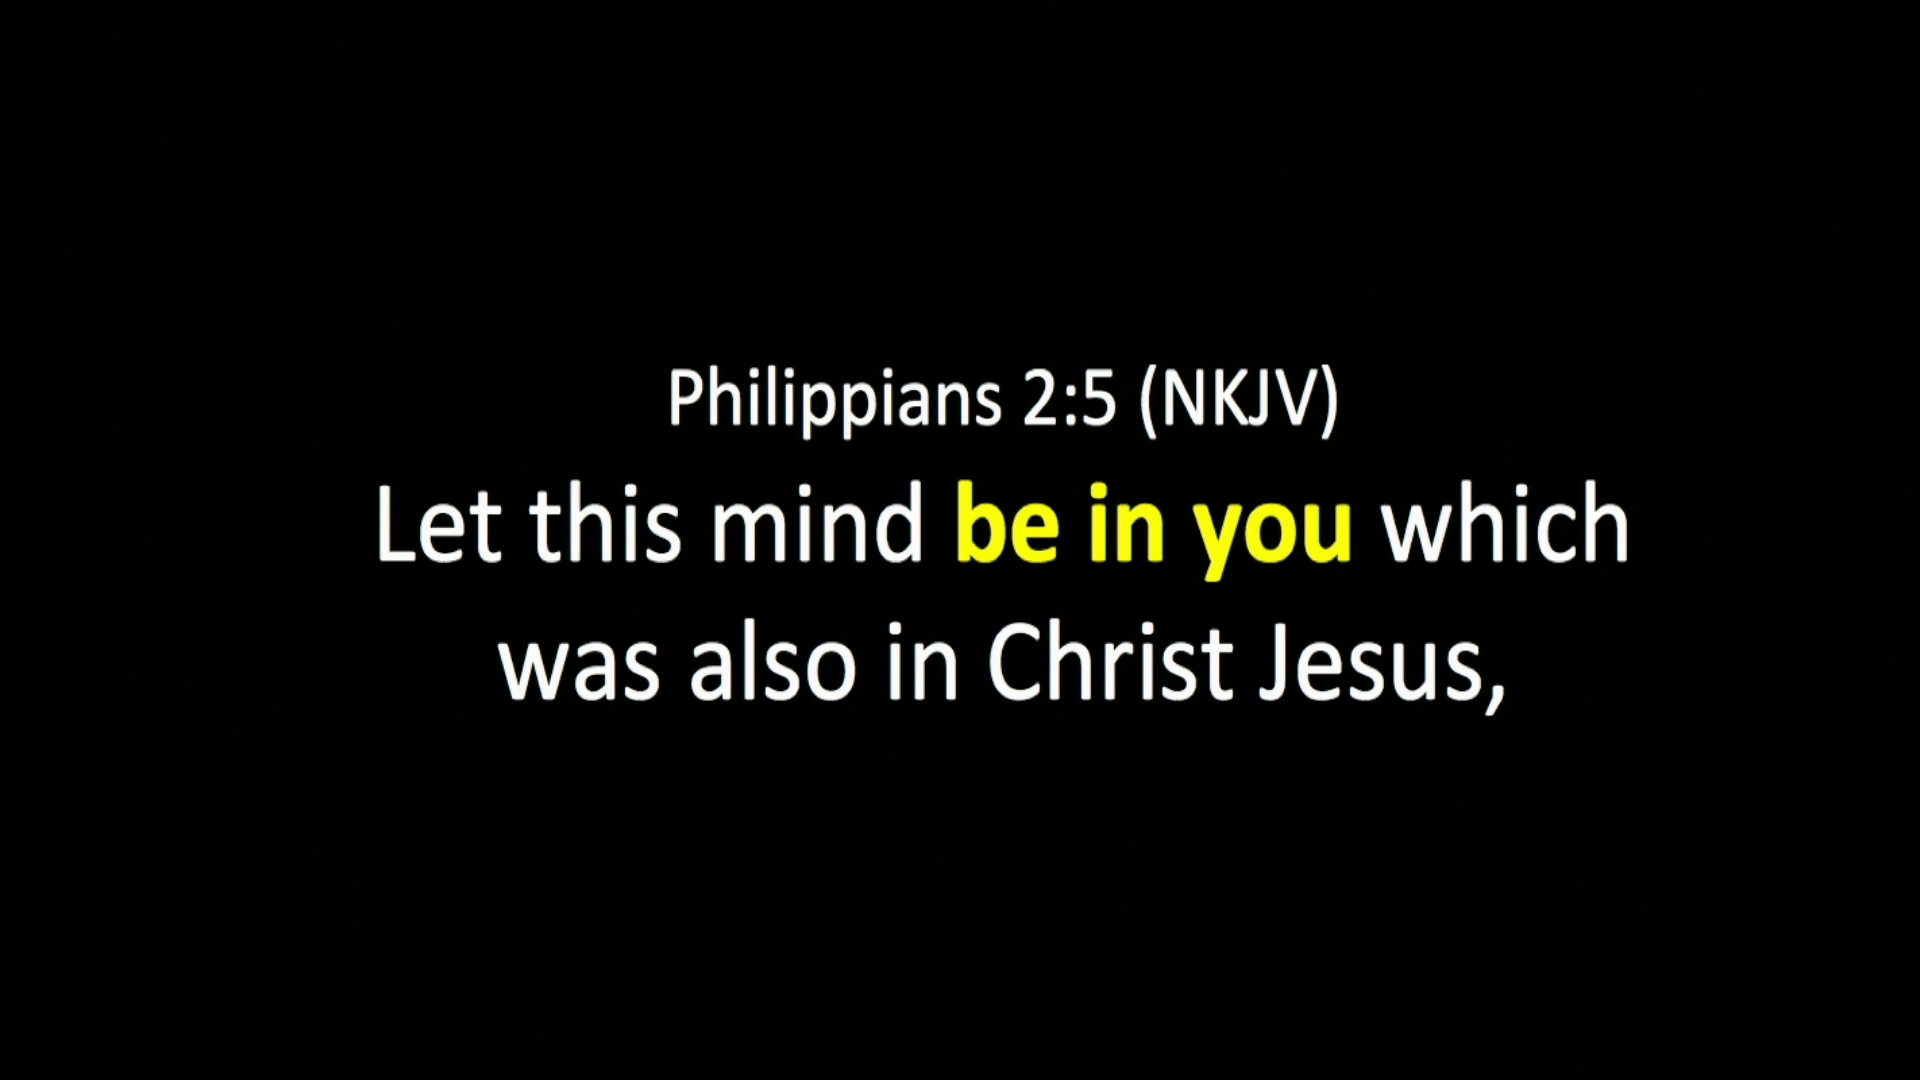 Philippians 2:5 (NKJV)
Let this mind be in you which
was also in Christ Jesus,